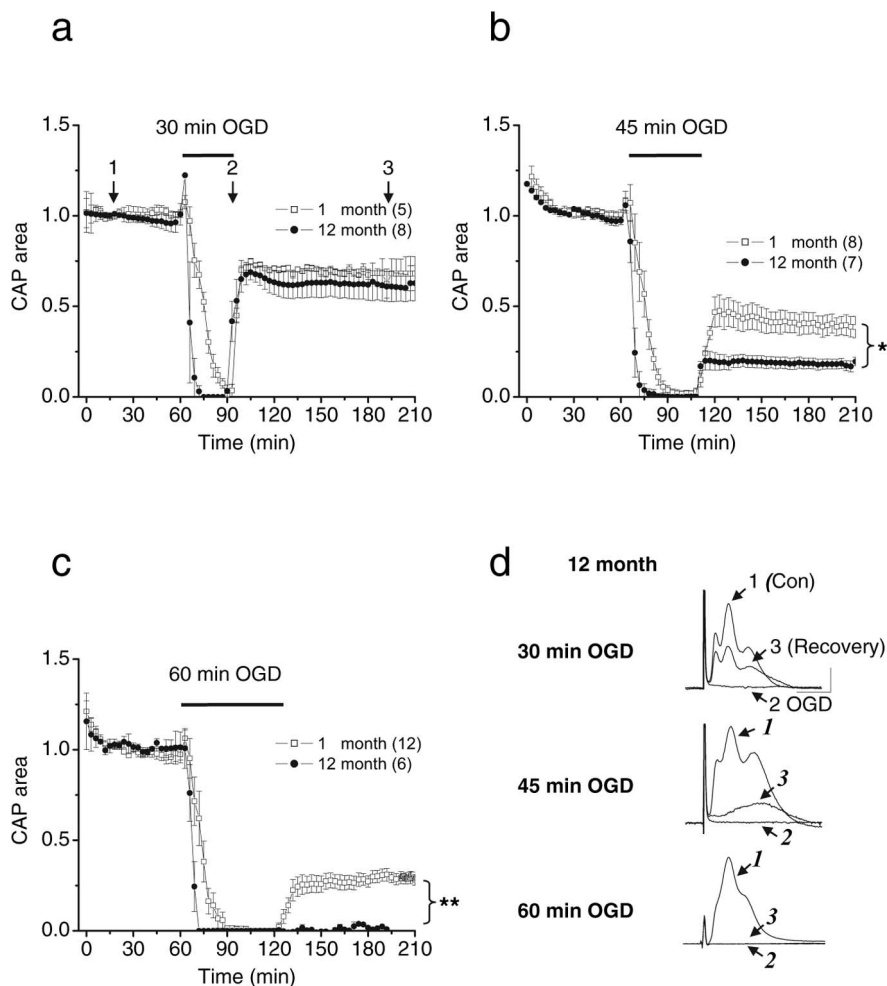 a
30 min OGD
1 2 3
1 month (5)
12 month (8)
CAP area
1.5
1.0
0.5
0.0
0 30 60 90 120 150 180 210
Time (min)
b
45 min OGD
1 month (8)
12 month (7)
CAP area
1.5
1.0
0.5
0.0
*
0 30 60 90 120 150 180 210
Time (min)
c
60 min OGD
1 month (12)
12 month (6)
CAP area
1.5
1.0
0.5
0.0
**
0 30 60 90 120 150 180 210
Time (min)
d
12 month
30 min OGD
1 (Con)
3 (Recovery)
2 OGD
45 min OGD
1
3
2
60 min OGD
1
3
2